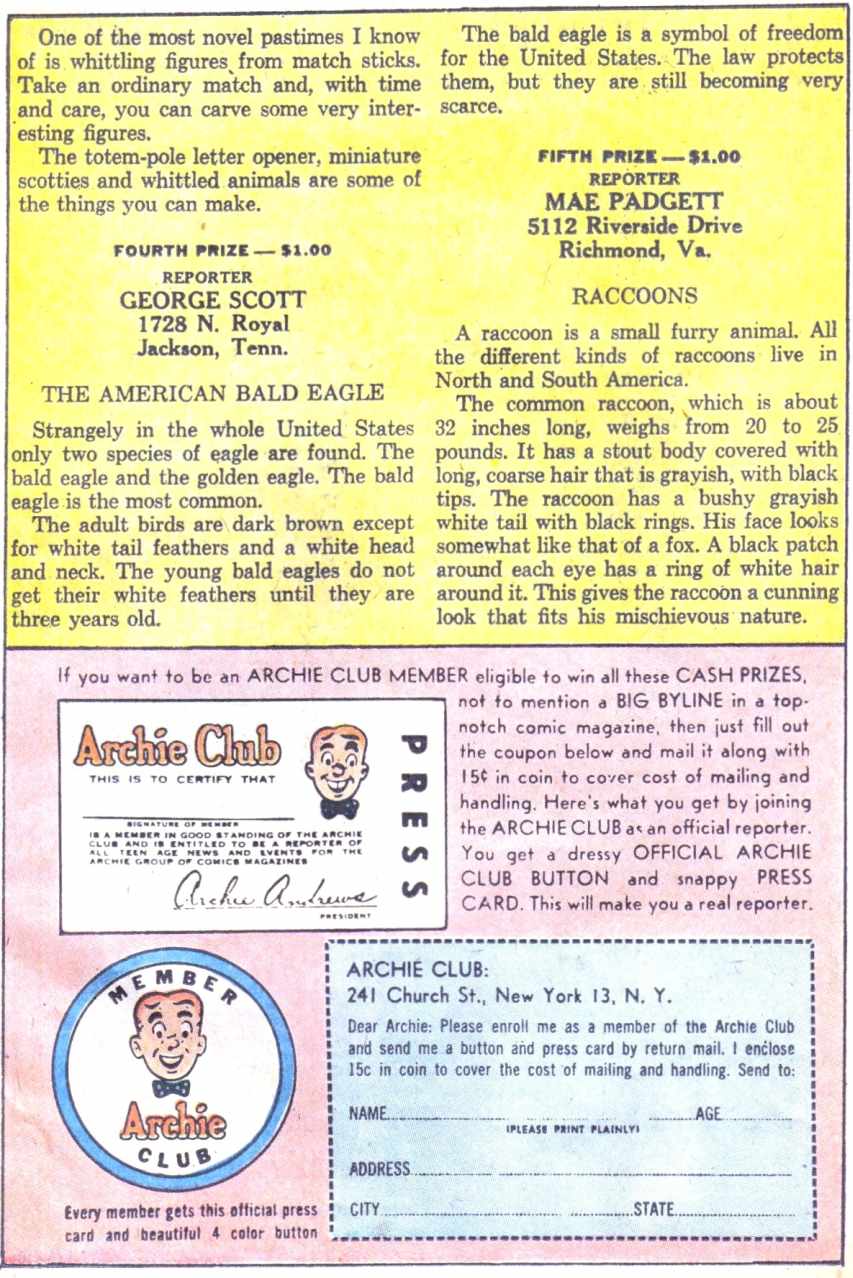 One of the most novel pastimes I know
of is whittling figures from match sticks.
Take an ordinary match and, with time
and care, you can carve some very inter-
esting figures.
The totem-pole letter opener, miniature
scotties and whittled animals are some of
the things you can make.
FOURTH PRIZE — $1.00
REPORTER
GEORGE SCOTT
1728 N. Royal
Jackson, Tenn.
THE AMERICAN BALD EAGLE
Strangely in the whole United States
only two species of eagle are found. The
bald eagle and the golden eagle. The bald
eagle is the most common.
The adult birds are dark brown except
for white tail feathers and a white head
and neck. The young bald eagles do not
get their white feathers until they are
three years old.
The bald eagle is a symbol of freedom
for the United States. The law protects
them, but they are still becoming very
scarce.
FIFTH PRIZE — $1.00
REPORTER
MAE PADGETT
5112 Riverside Drive
Richmond, Va.
RACCOONS
A raccoon is a small furry animal. All
the different kinds of raccoons live in
North and South America.
The common raccoon, which is about
32 inches long, weighs from 20 to 25
pounds. It has a stout body covered with
long, coarse hair that is grayish, with black
tips. The raccoon has a bushy grayish
white tail with black rings. His face looks
somewhat like that of a fox. A black patch
around each eye has a ring of white hair
around it. This gives the raccoon a cunning
look that fits his mischievous nature.
If you want to be an ARCHIE CLUB MEMBER eligible to win all these CASH PRIZES,
not to mention a BIG BYLINE in a top-
notch comic magazine, then just fill out
the coupon below and mail it along with
15¢ in coin to cover cost of mailing and
handling. Here's what you get by joining
the ARCHIE CLUB as an official reporter.
You get a dressy OFFICIAL ARCHIE
CLUB BUTTON and snappy PRESS
CARD. This will make you a real reporter.
Archie Club
THIS IS TO CERTIFY THAT
SIGNATURE OF MEMBER
IS A MEMBER IN GOOD STANDING OF THE ARCHIE
CLUB AND IS ENTITLED TO BE A REPORTER OF
ALL TEEN AGE NEWS AND EVENTS FOR THE
ARCHIE GROUP OF COMICS MAGAZINES
Archie Andrews
PRESIDENT
PRESS
MEMBER
Archie
CLUB
Every member gets this official press
card and beautiful 4 color button
ARCHIE CLUB:
241 Church St., New York 13, N. Y.
Dear Archie: Please enroll me as a member of the Archie Club
and send me a button and press card by return mail. I enclose
15c in coin to cover the cost of mailing and handling. Send to:
NAME AGE
(PLEASE PRINT PLAINLY)
ADDRESS
CITY STATE